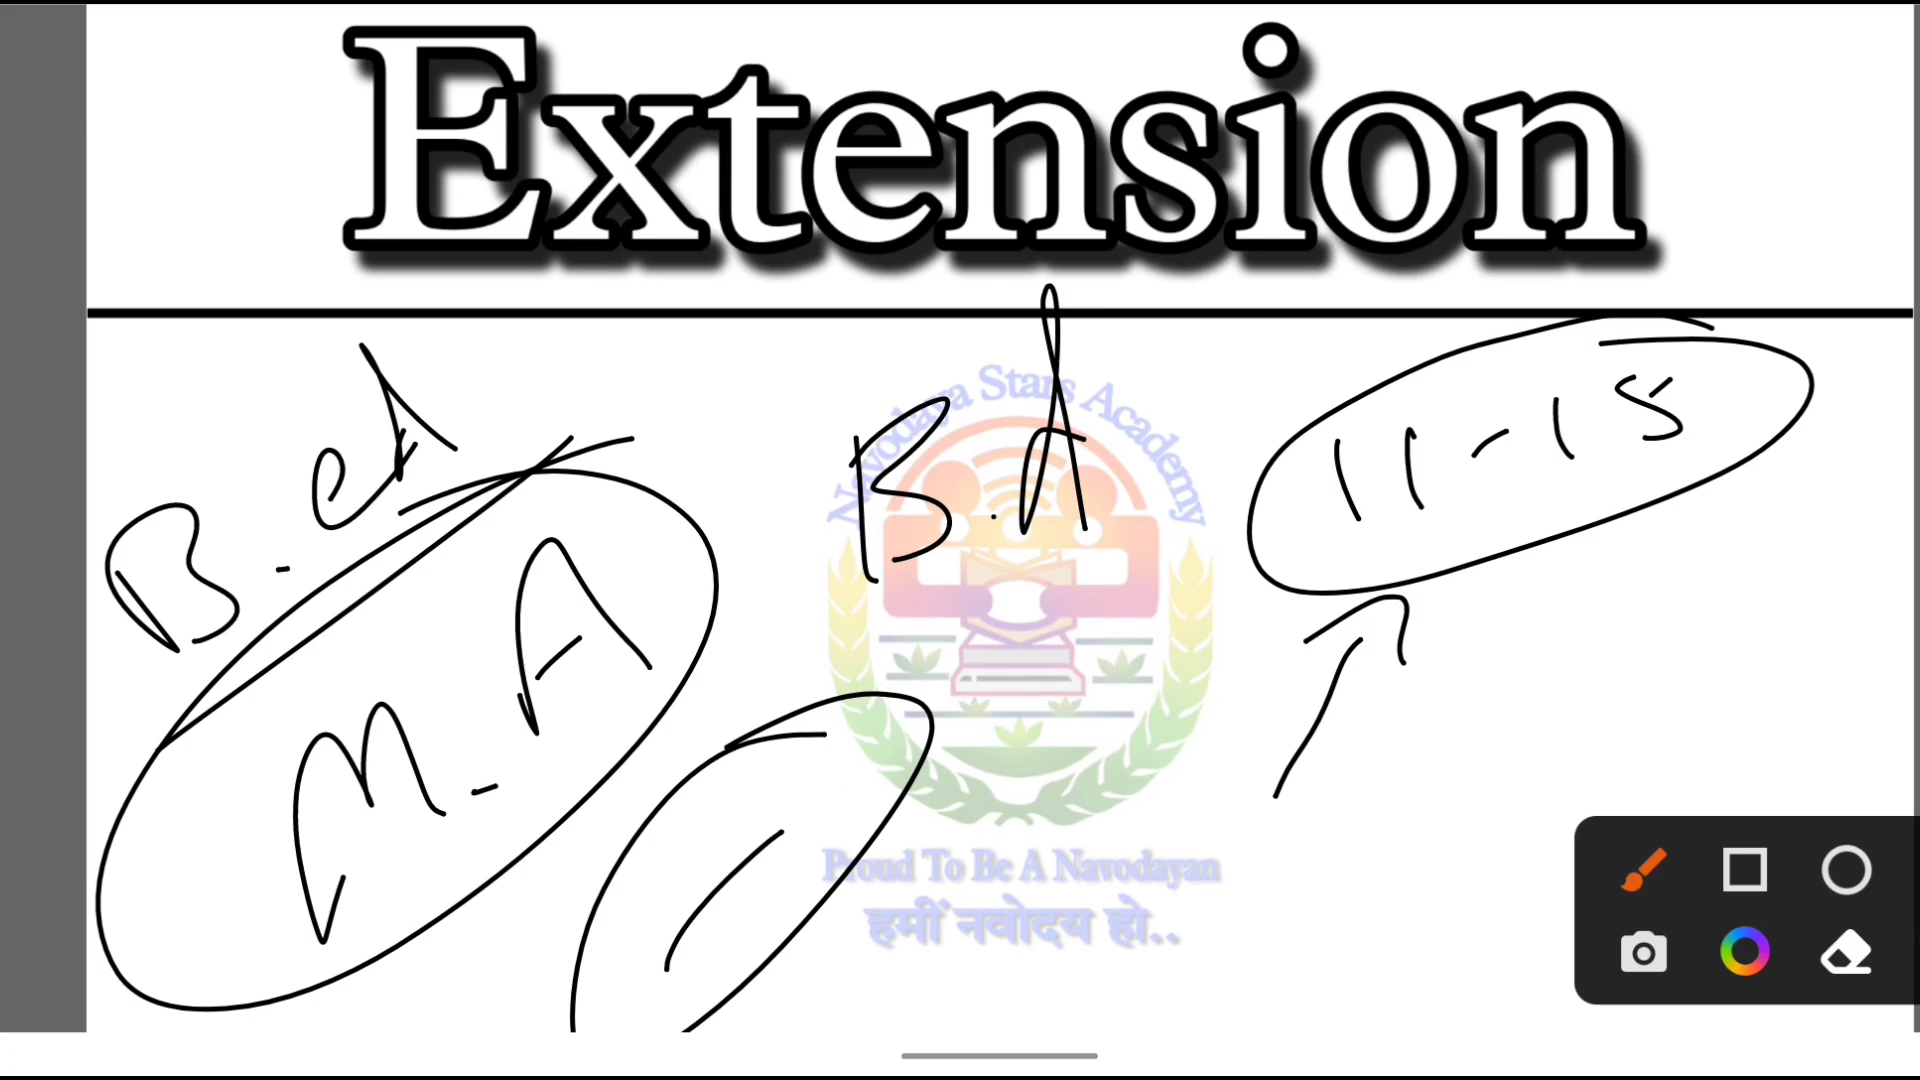 Extension
B.ed
B.A
11-15
M.A
Navodaya Stars Academy
Proud To Be A Navodayan
हमीं नवोदय हो..